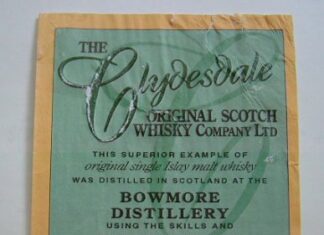 THE
Clydesdale
ORIGINAL SCOTCH
WHISKY COMPANY LTD
THIS SUPERIOR EXAMPLE OF
original single Islay malt whisky
WAS DISTILLED IN SCOTLAND AT THE
BOWMORE
DISTILLERY
USING THE SKILLS AND